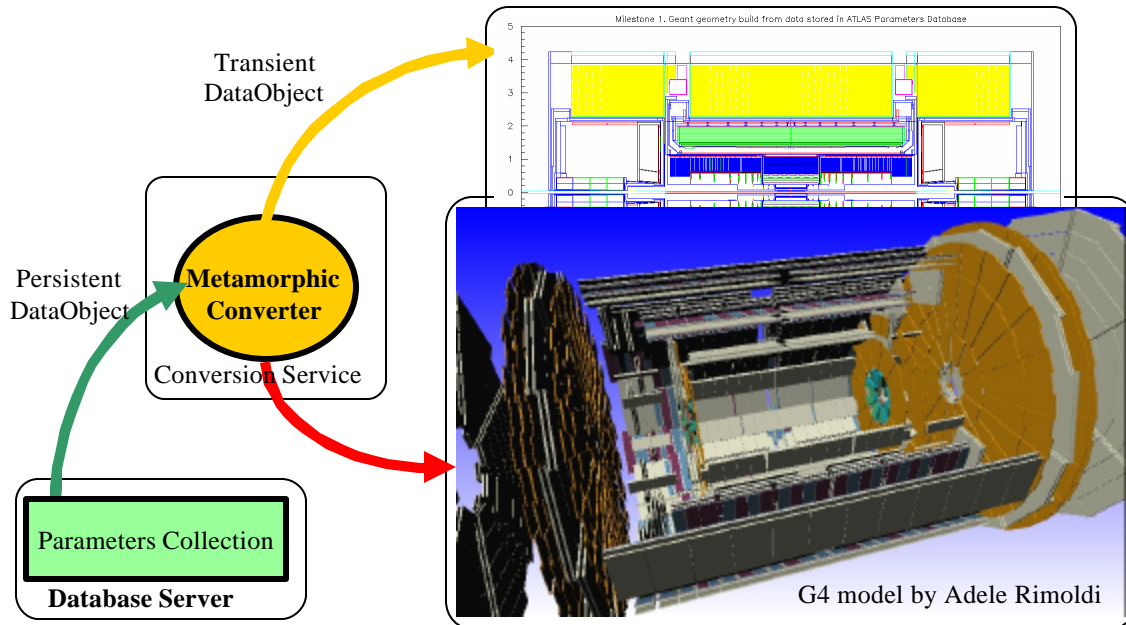 Milestone 1. Geant geometry build from data stored in ATLAS Parameters Database
5
4
3
2
1
0
Transient
DataObject
Persistent
DataObject
Metamorphic
Converter
Conversion Service
Parameters Collection
Database Server
G4 model by Adele Rimoldi